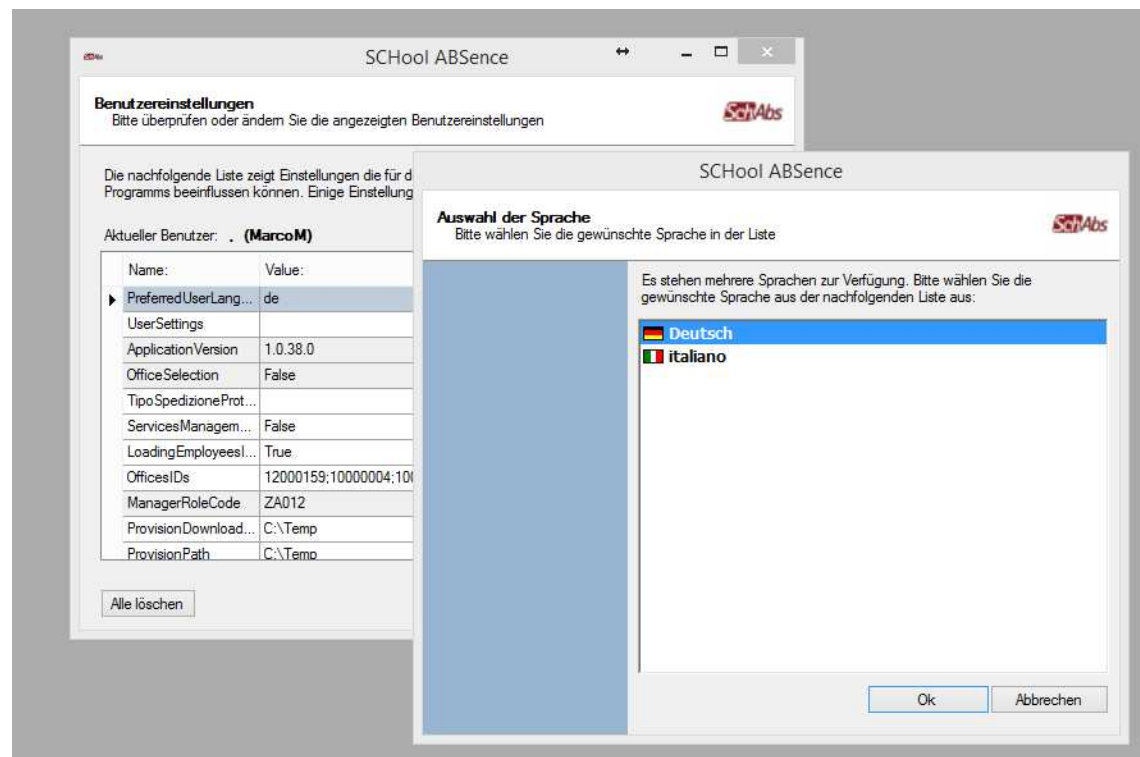 SCHool ABSence
Benutzereinstellungen
Bitte überprüfen oder ändern Sie die angezeigten Benutzereinstellungen
SchAbs
Die nachfolgende Liste zeigt Einstellungen die für d
Programms beeinflussen können. Einige Einstellung
Aktueller Benutzer: . (MarcoM)
Name: Value:
PreferredUserLang... de
UserSettings
ApplicationVersion 1.0.38.0
OfficeSelection False
TipoSpedizioneProt...
ServicesManagem... False
LoadingEmployeesI... True
OfficesIDs 12000159;10000004;10
ManagerRoleCode ZA012
ProvisionDownload... C:\Temp
ProvisionPath C:\Temp
Alle löschen
SCHool ABSence
Auswahl der Sprache
Bitte wählen Sie die gewünschte Sprache in der Liste
SchAbs
Es stehen mehrere Sprachen zur Verfügung. Bitte wählen Sie die
gewünschte Sprache aus der nachfolgenden Liste aus:
Deutsch
italiano
Ok Abbrechen